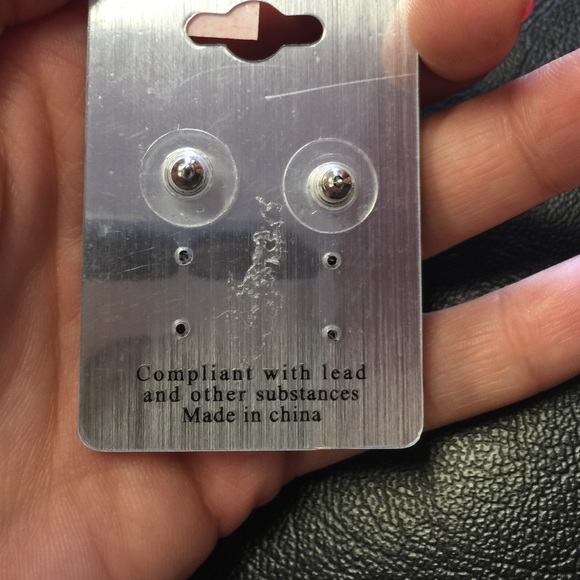 Compliant with lead
and other substances
Made in china